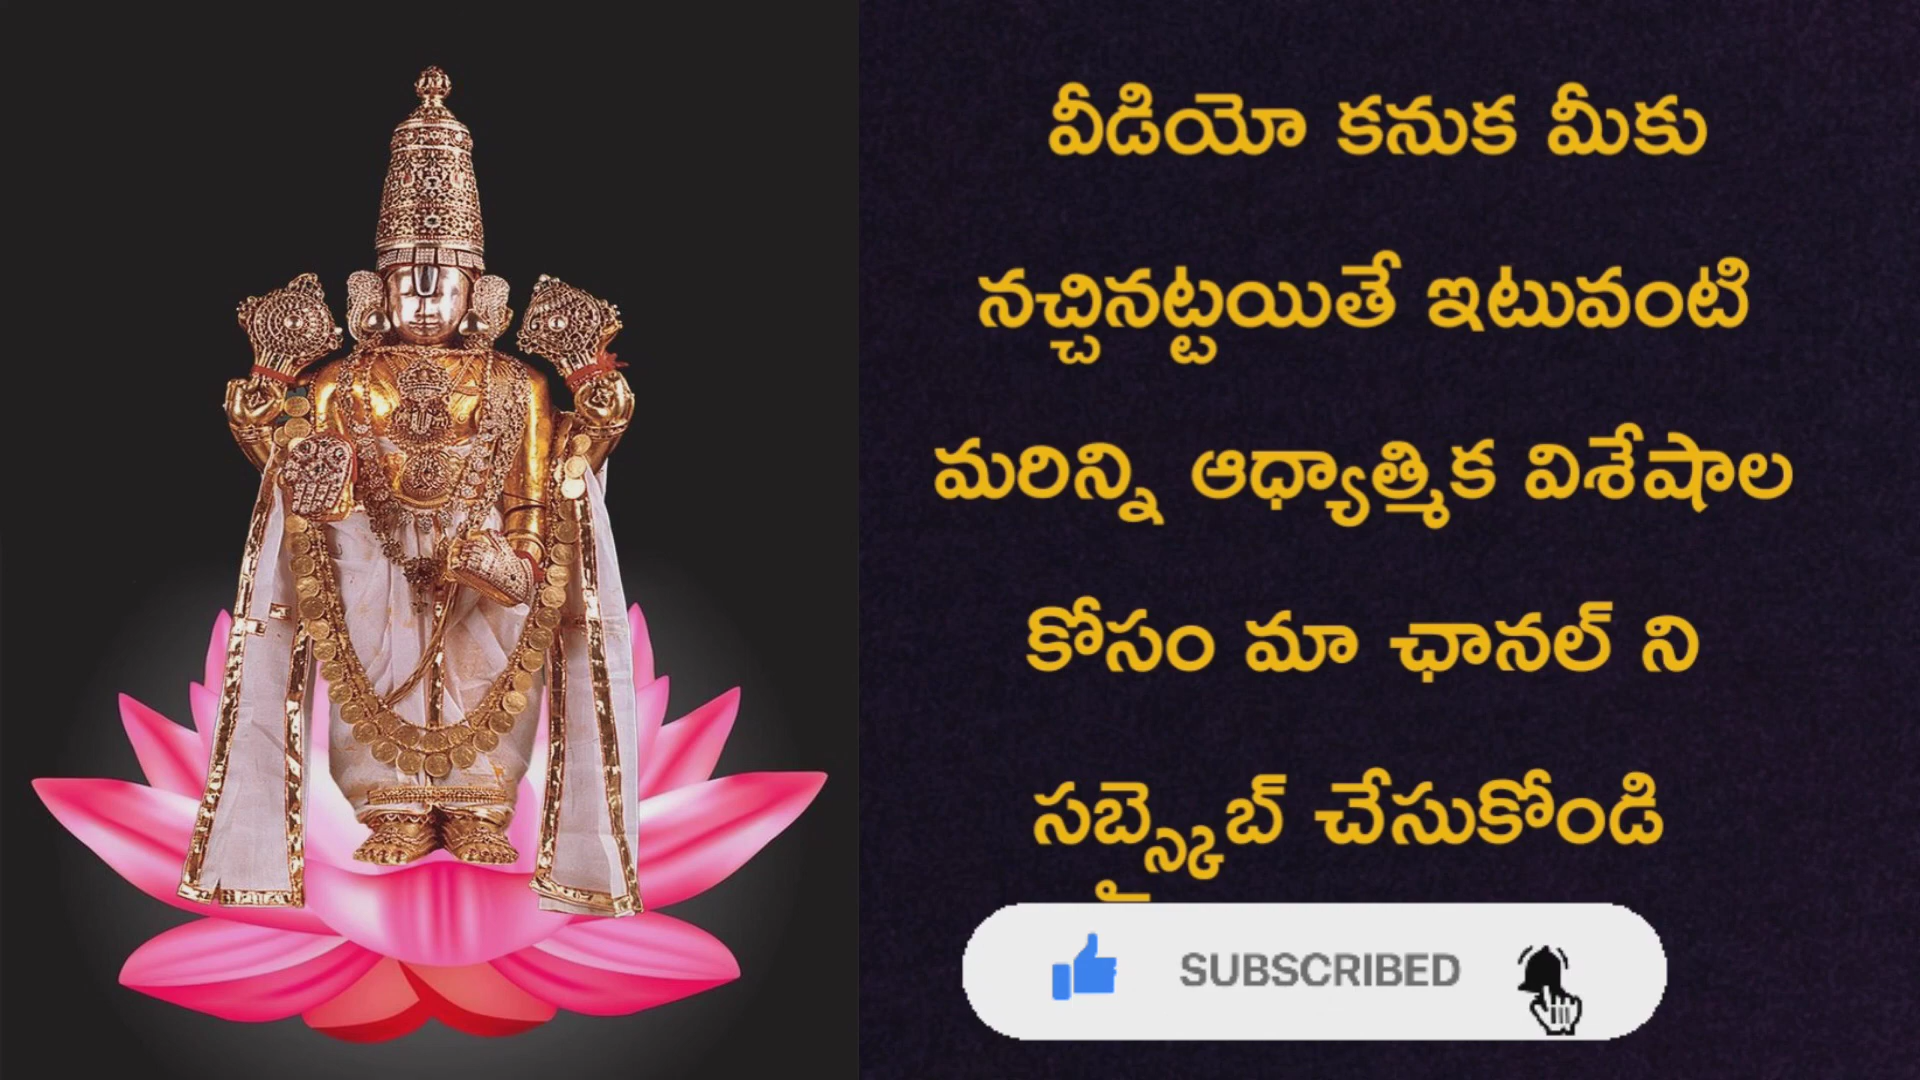 వీడియో కనుక మీకు
నచ్చినట్టయితే ఇటువంటి
మరిన్ని ఆధ్యాత్మిక విశేషాల
కోసం మా ఛానల్ ని
సబ్స్క్రైబ్ చేసుకోండి
SUBSCRIBED